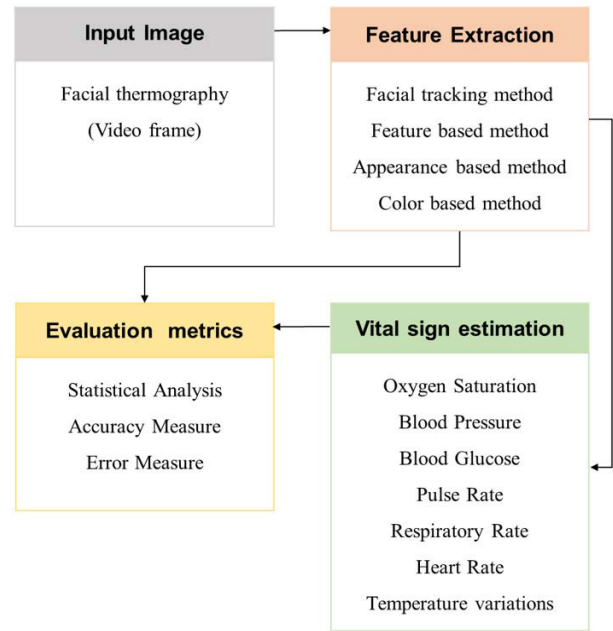 Input Image
Facial thermography
(Video frame)
Feature Extraction
Facial tracking method
Feature based method
Appearance based method
Color based method
Evaluation metrics
Statistical Analysis
Accuracy Measure
Error Measure
Vital sign estimation
Oxygen Saturation
Blood Pressure
Blood Glucose
Pulse Rate
Respiratory Rate
Heart Rate
Temperature variations